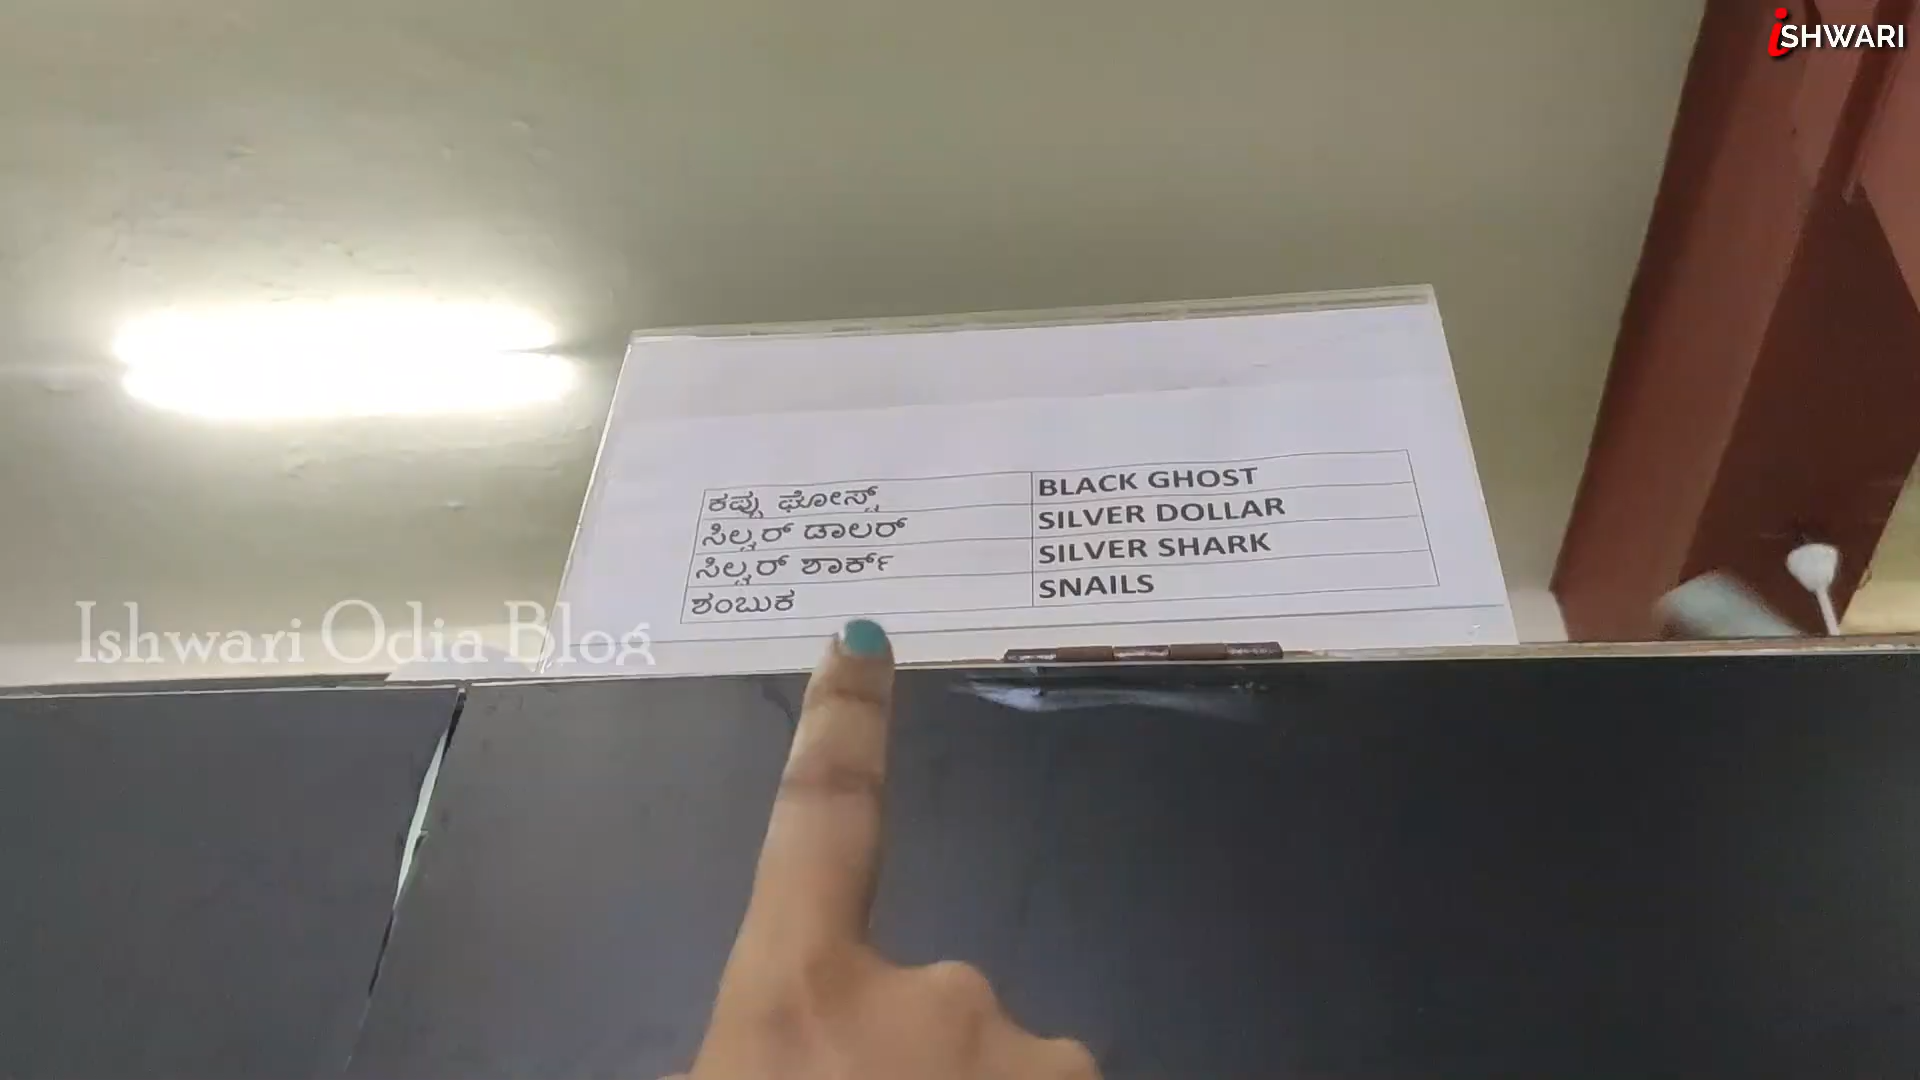 iSHWARI
ಕಪ್ಪು ಘೋಸ್ಟ್ BLACK GHOST
ಸಿಲ್ವರ್ ಡಾಲರ್ SILVER DOLLAR
ಸಿಲ್ವರ್ ಶಾರ್ಕ್ SILVER SHARK
ಶಂಬುಕ SNAILS
Ishwari Odia Blog